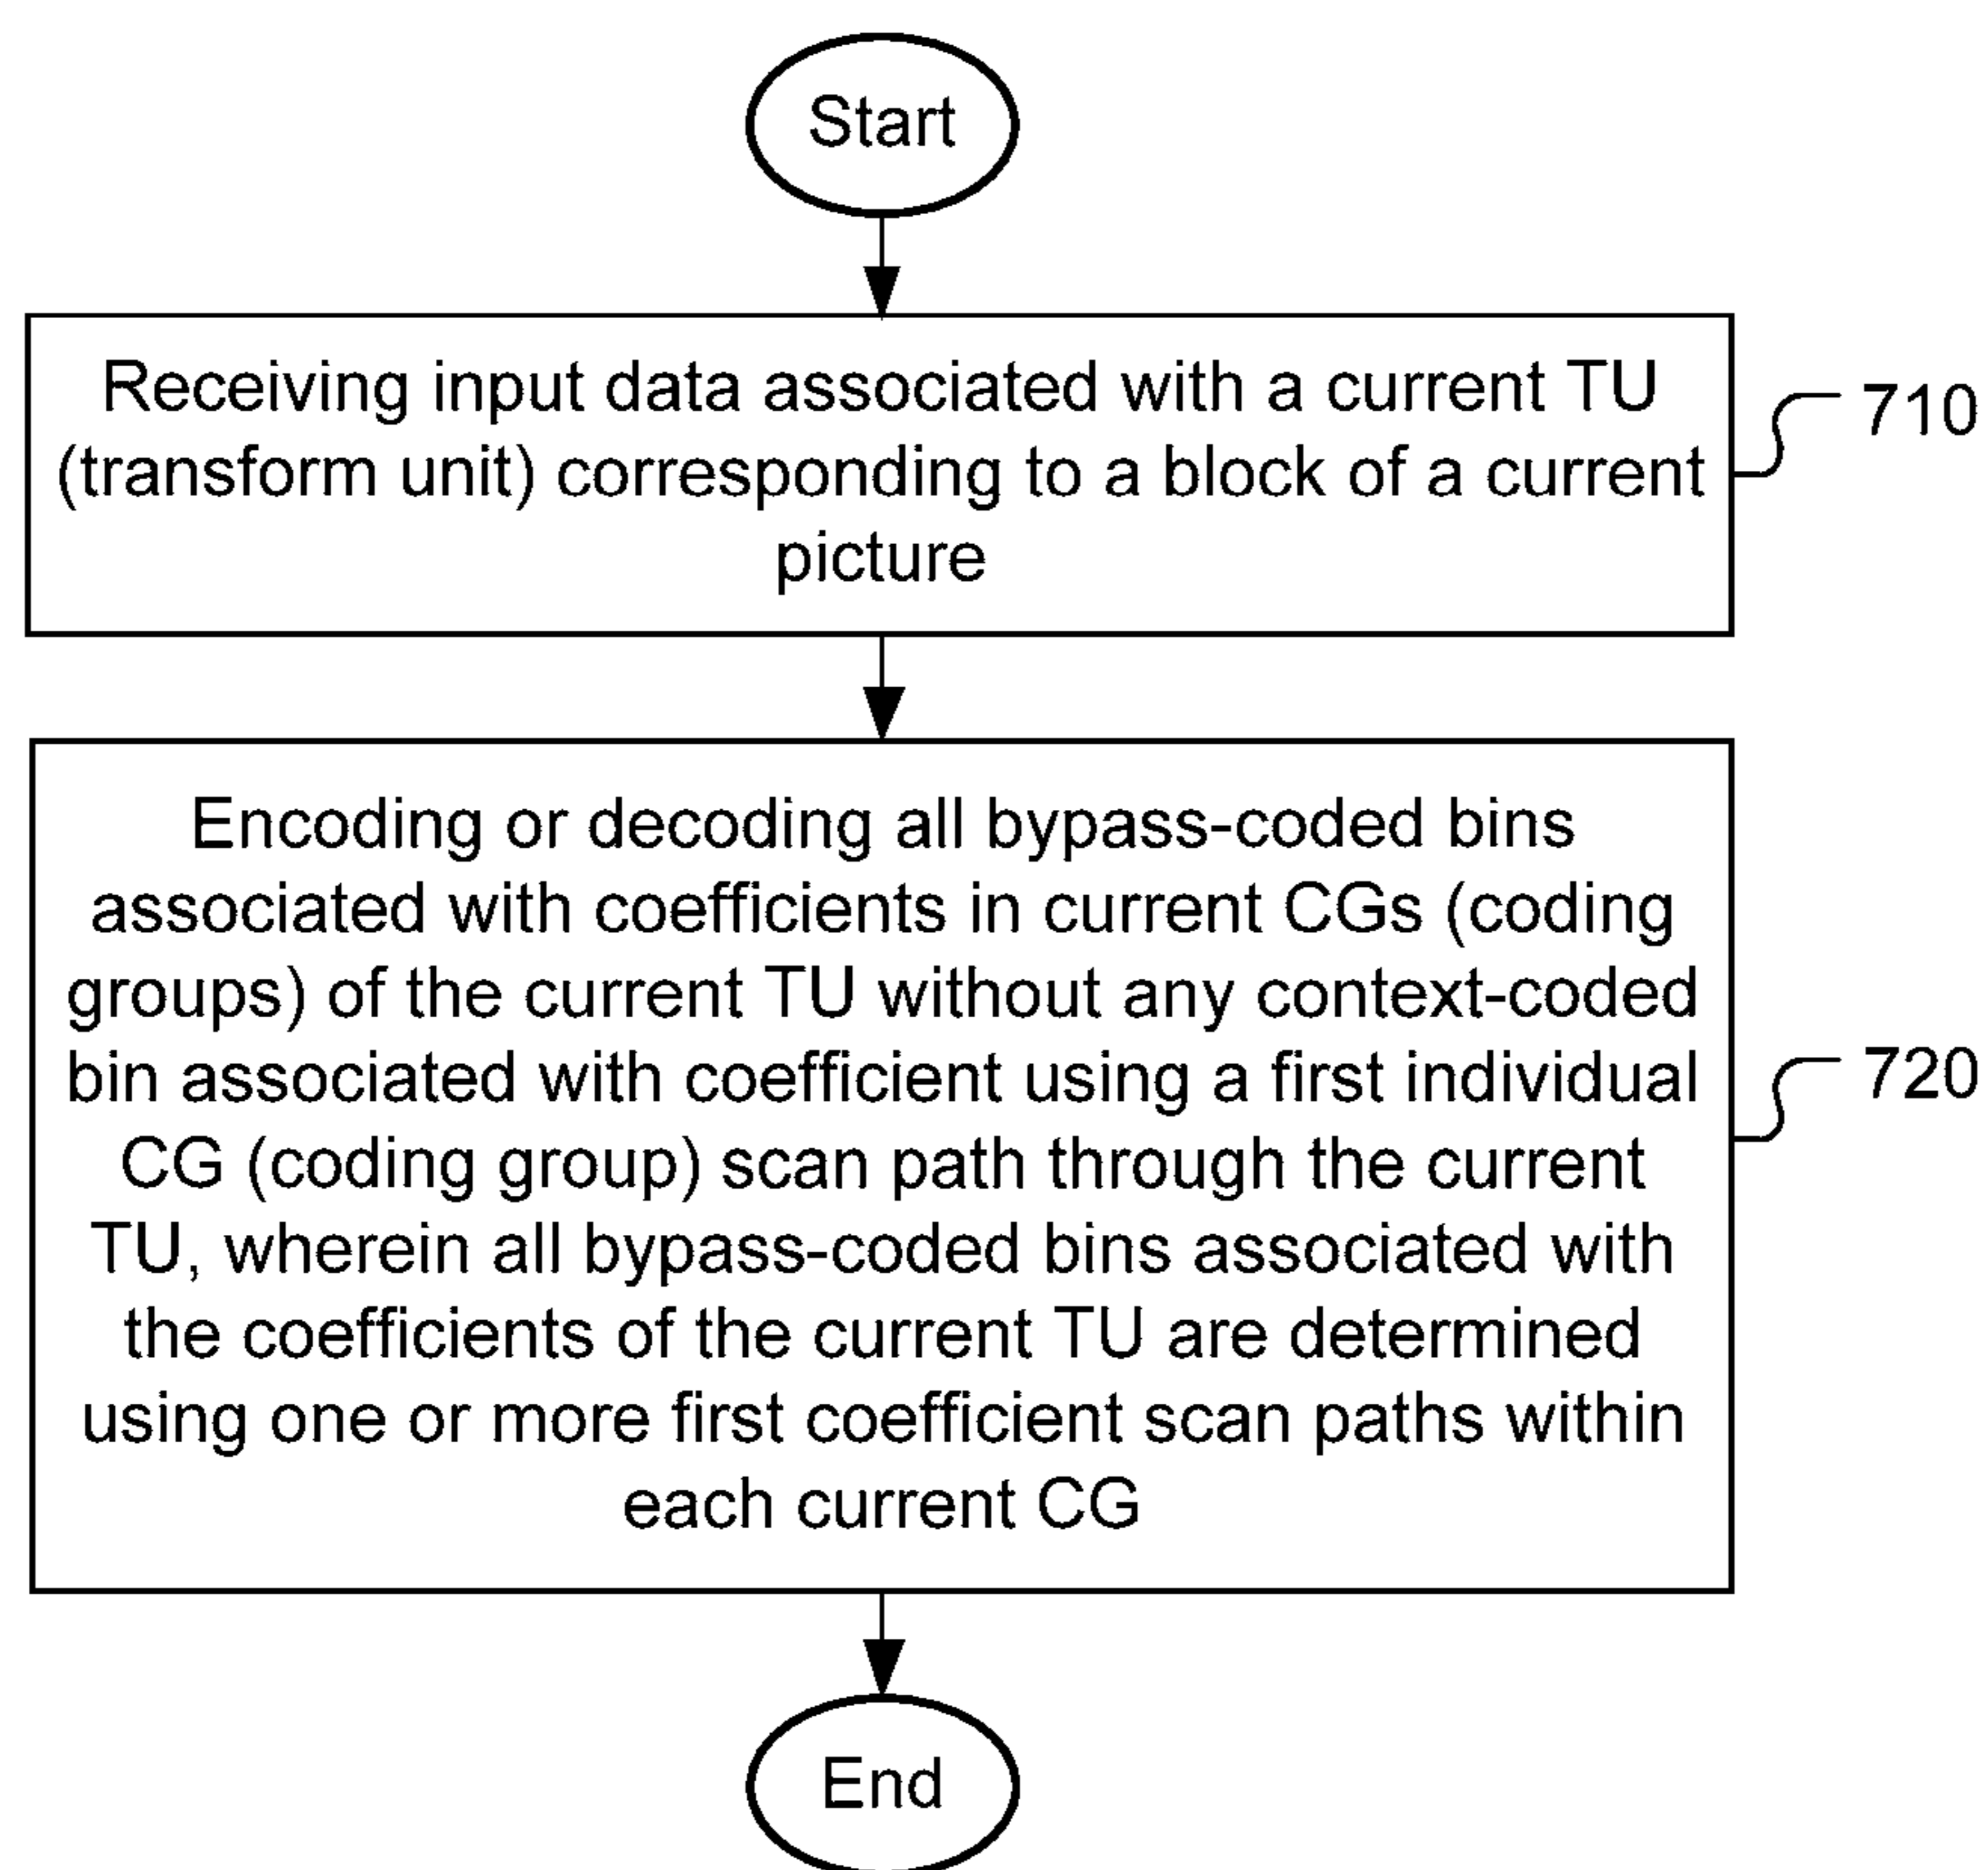 Start
Receiving input data associated with a current TU
(transform unit) corresponding to a block of a current
picture
710
Encoding or decoding all bypass-coded bins
associated with coefficients in current CGs (coding
groups) of the current TU without any context-coded
bin associated with coefficient using a first individual
CG (coding group) scan path through the current
TU, wherein all bypass-coded bins associated with
the coefficients of the current TU are determined
using one or more first coefficient scan paths within
each current CG
720
End